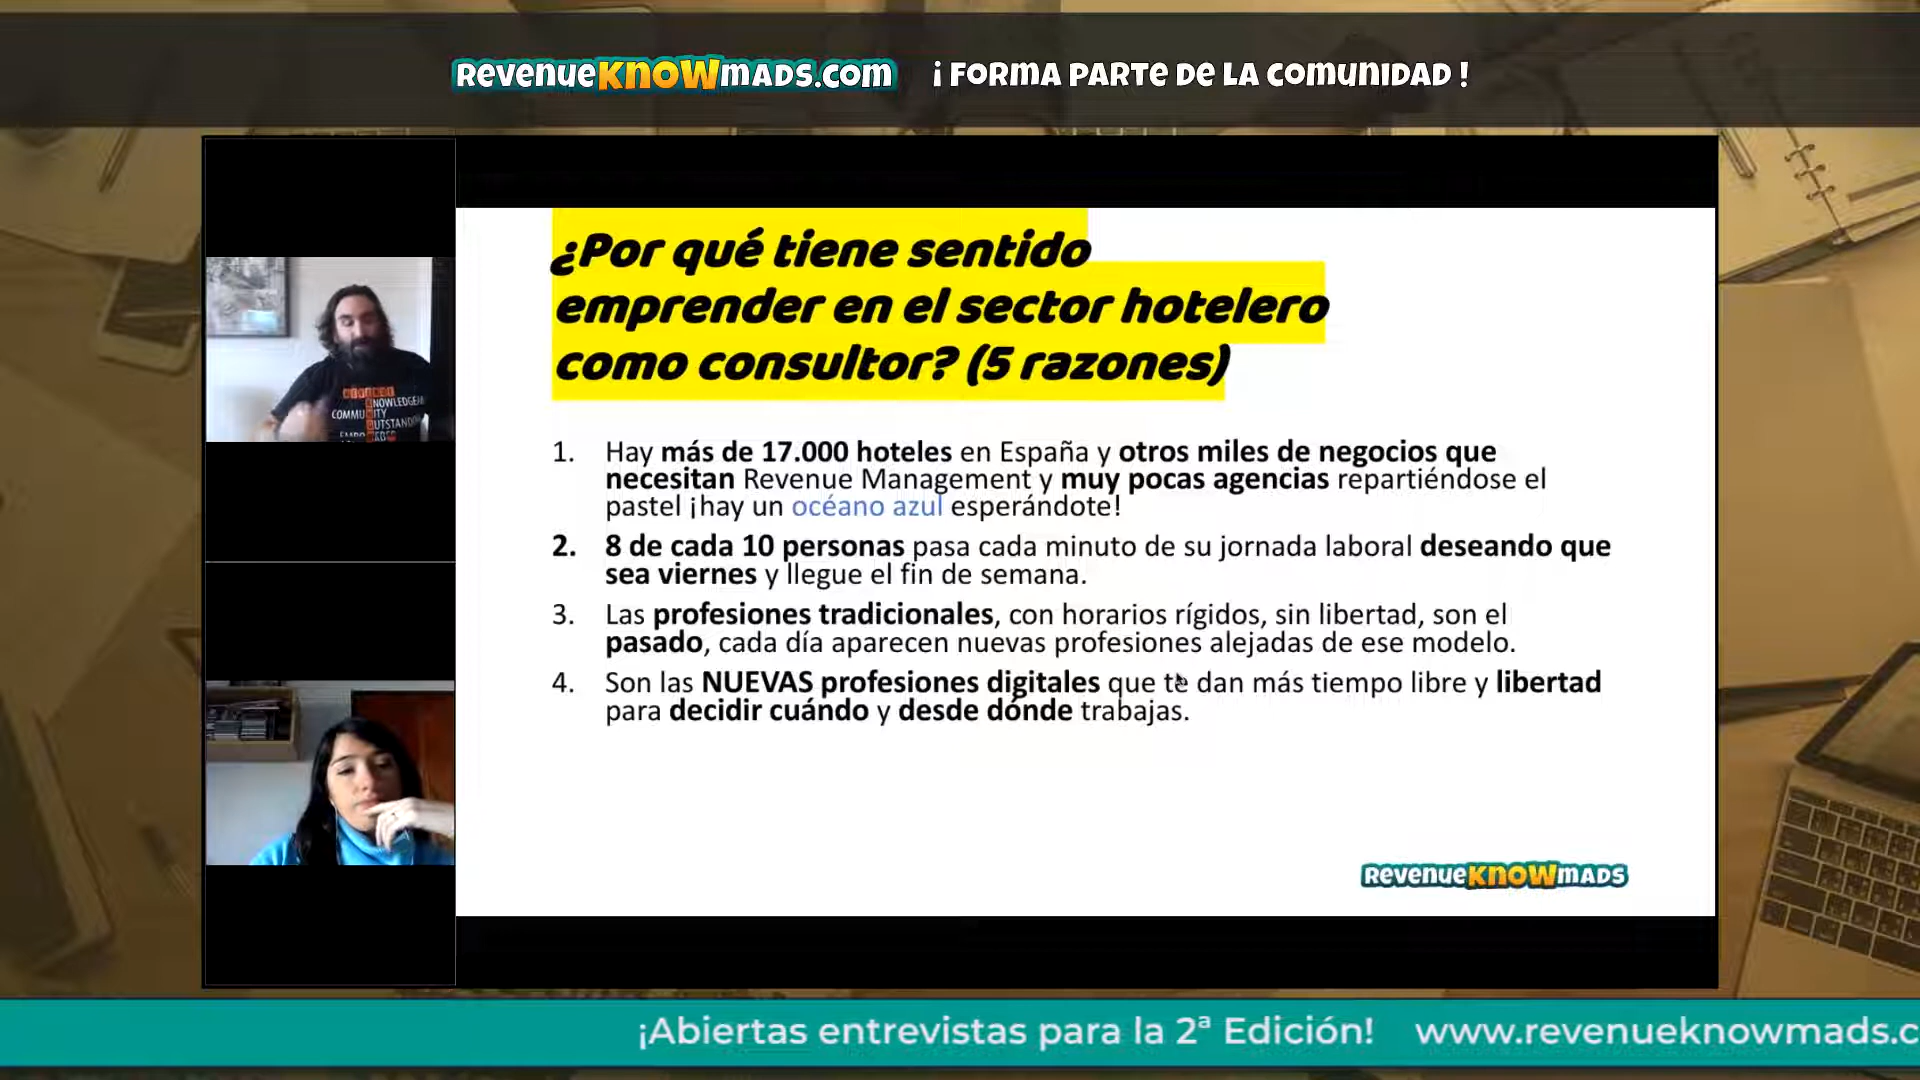 RevenueKNOWmads.com ¡ FORMA PARTE DE LA COMUNIDAD !
¿Por qué tiene sentido
emprender en el sector hotelero
como consultor? (5 razones)
1. Hay más de 17.000 hoteles en España y otros miles de negocios que
necesitan Revenue Management y muy pocas agencias repartiéndose el
pastel ¡hay un océano azul esperándote!
2. 8 de cada 10 personas pasa cada minuto de su jornada laboral deseando que
sea viernes y llegue el fin de semana.
3. Las profesiones tradicionales, con horarios rígidos, sin libertad, son el
pasado, cada día aparecen nuevas profesiones alejadas de ese modelo.
4. Son las NUEVAS profesiones digitales que te dan más tiempo libre y libertad
para decidir cuándo y desde dónde trabajas.
COMMUNITY
RevenueKNOWmads
¡Abiertas entrevistas para la 2ª Edición! www.revenueknowmads.c